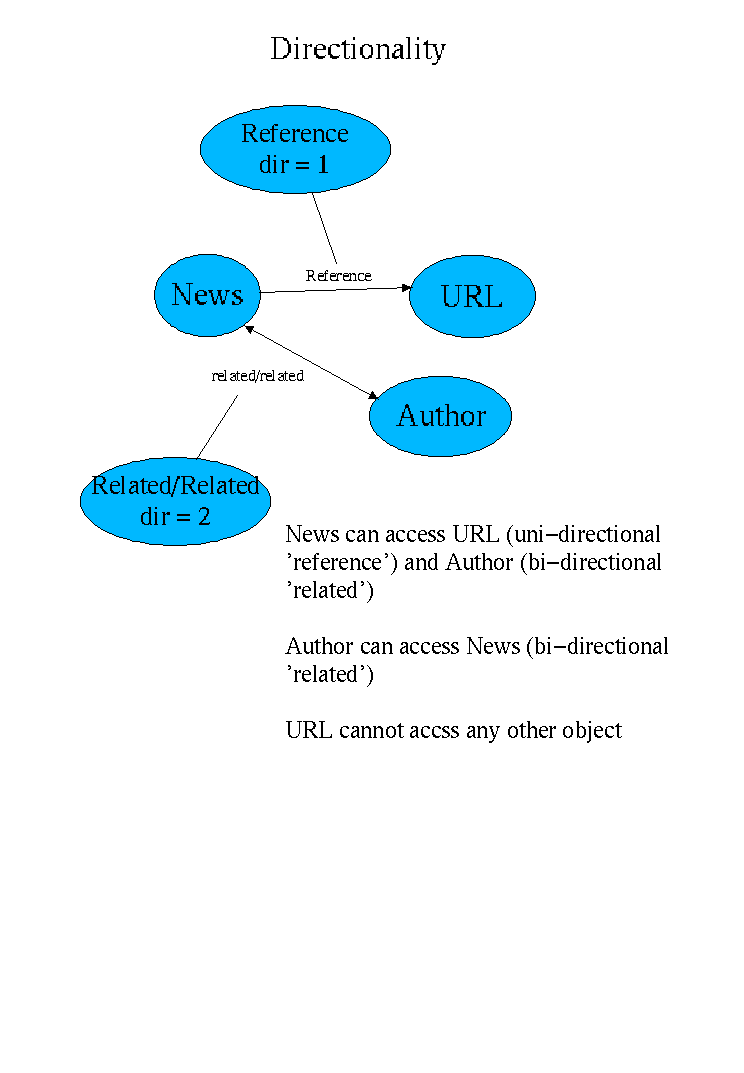 Directionality
Reference
dir = 1
Reference
News
URL
related/related
Author
Related/Related
dir = 2
News can access URL (uni−directional
’reference’) and Author (bi−directional
’related’)
Author can access News (bi−directional
’related’)
URL cannot accss any other object